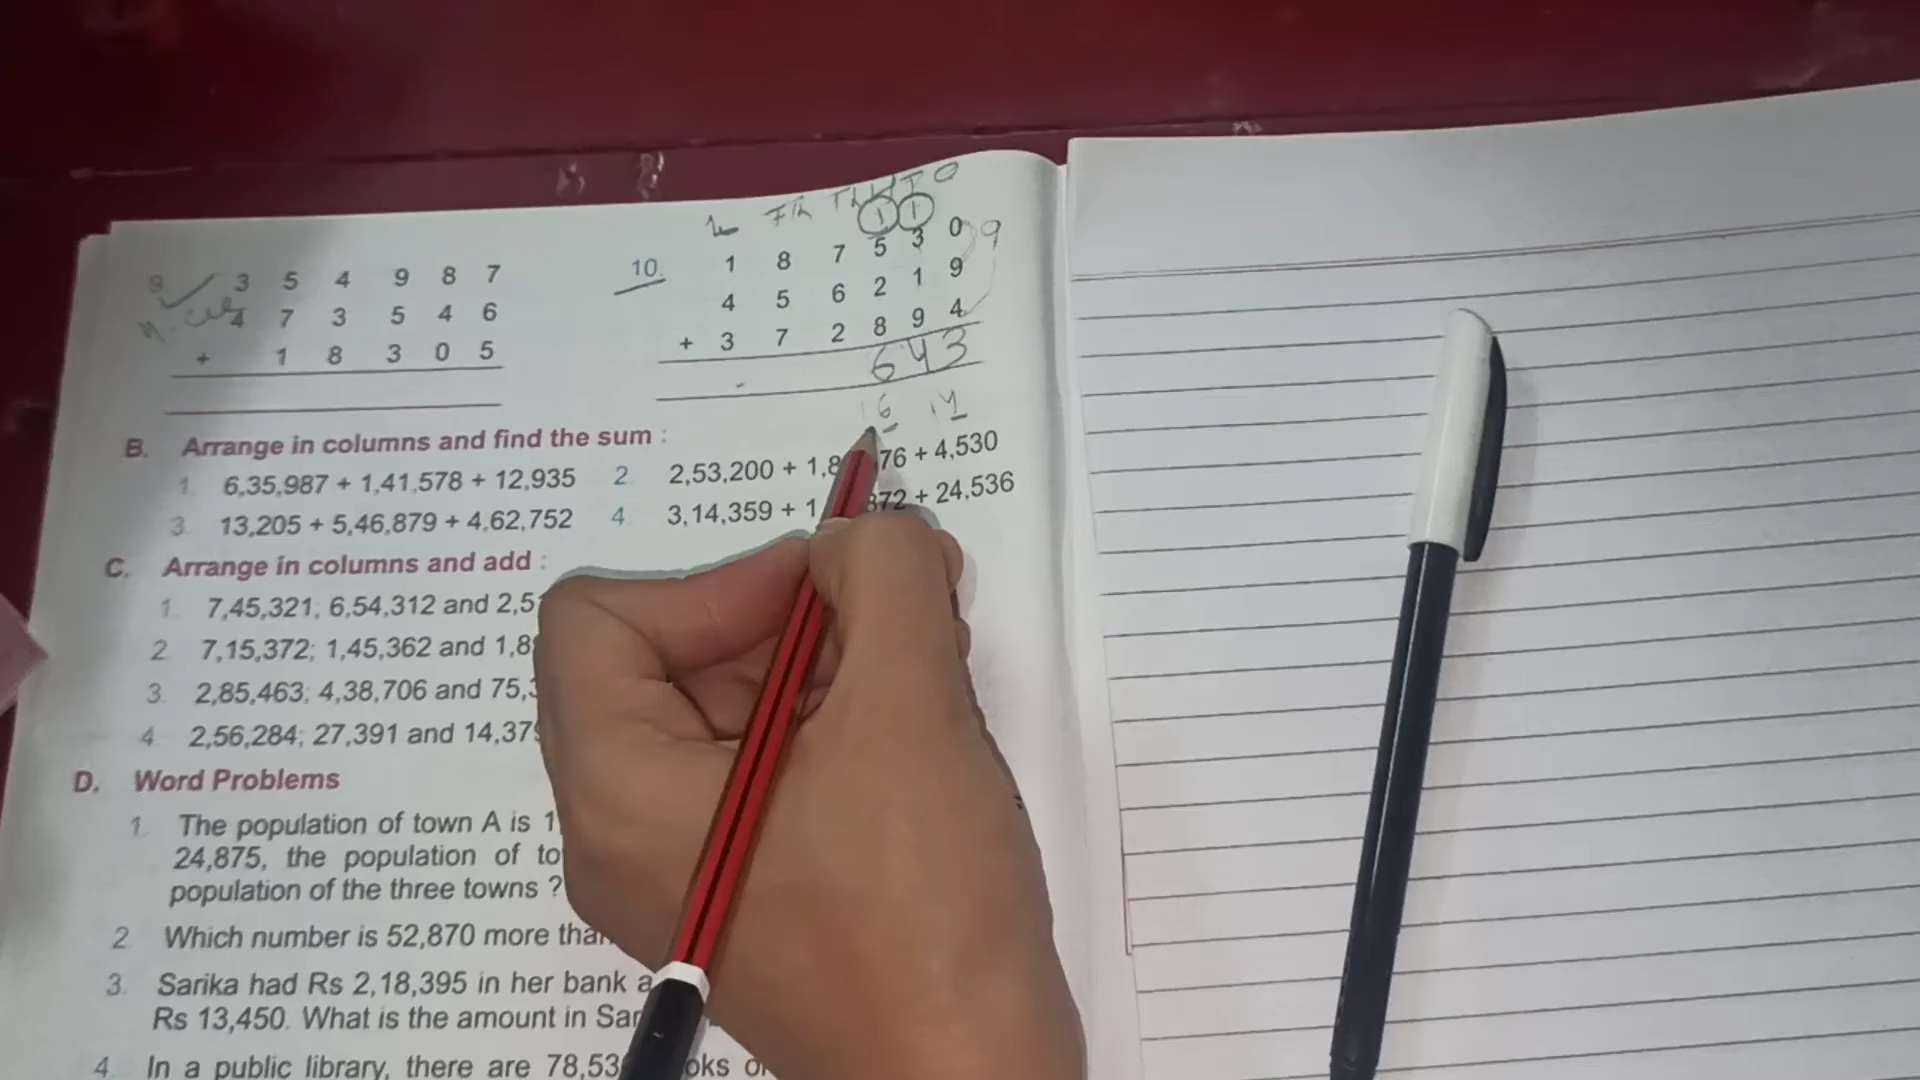 L FTh Th H T O
1 1
9 3 5 4 9 8 7
4 7 3 5 4 6
+ 1 8 3 0 5
10. 1 8 7 5 3 0 9
4 5 6 2 1 9
+ 3 7 2 8 9 4
6 4 3
16 14
B. Arrange in columns and find the sum :
1. 6,35,987 + 1,41,578 + 12,935
2. 2,53,200 + 1,8 76 + 4,530
3. 13,205 + 5,46,879 + 4,62,752
4. 3,14,359 + 1 872 + 24,536
C. Arrange in columns and add :
1. 7,45,321; 6,54,312 and 2,5
2. 7,15,372; 1,45,362 and 1,8
3. 2,85,463; 4,38,706 and 75,
4. 2,56,284; 27,391 and 14,37
D. Word Problems
1. The population of town A is 1
24,875, the population of to
population of the three towns ?
2. Which number is 52,870 more than
3. Sarika had Rs 2,18,395 in her bank a
Rs 13,450. What is the amount in Sar
4. In a public library, there are 78,53 oks